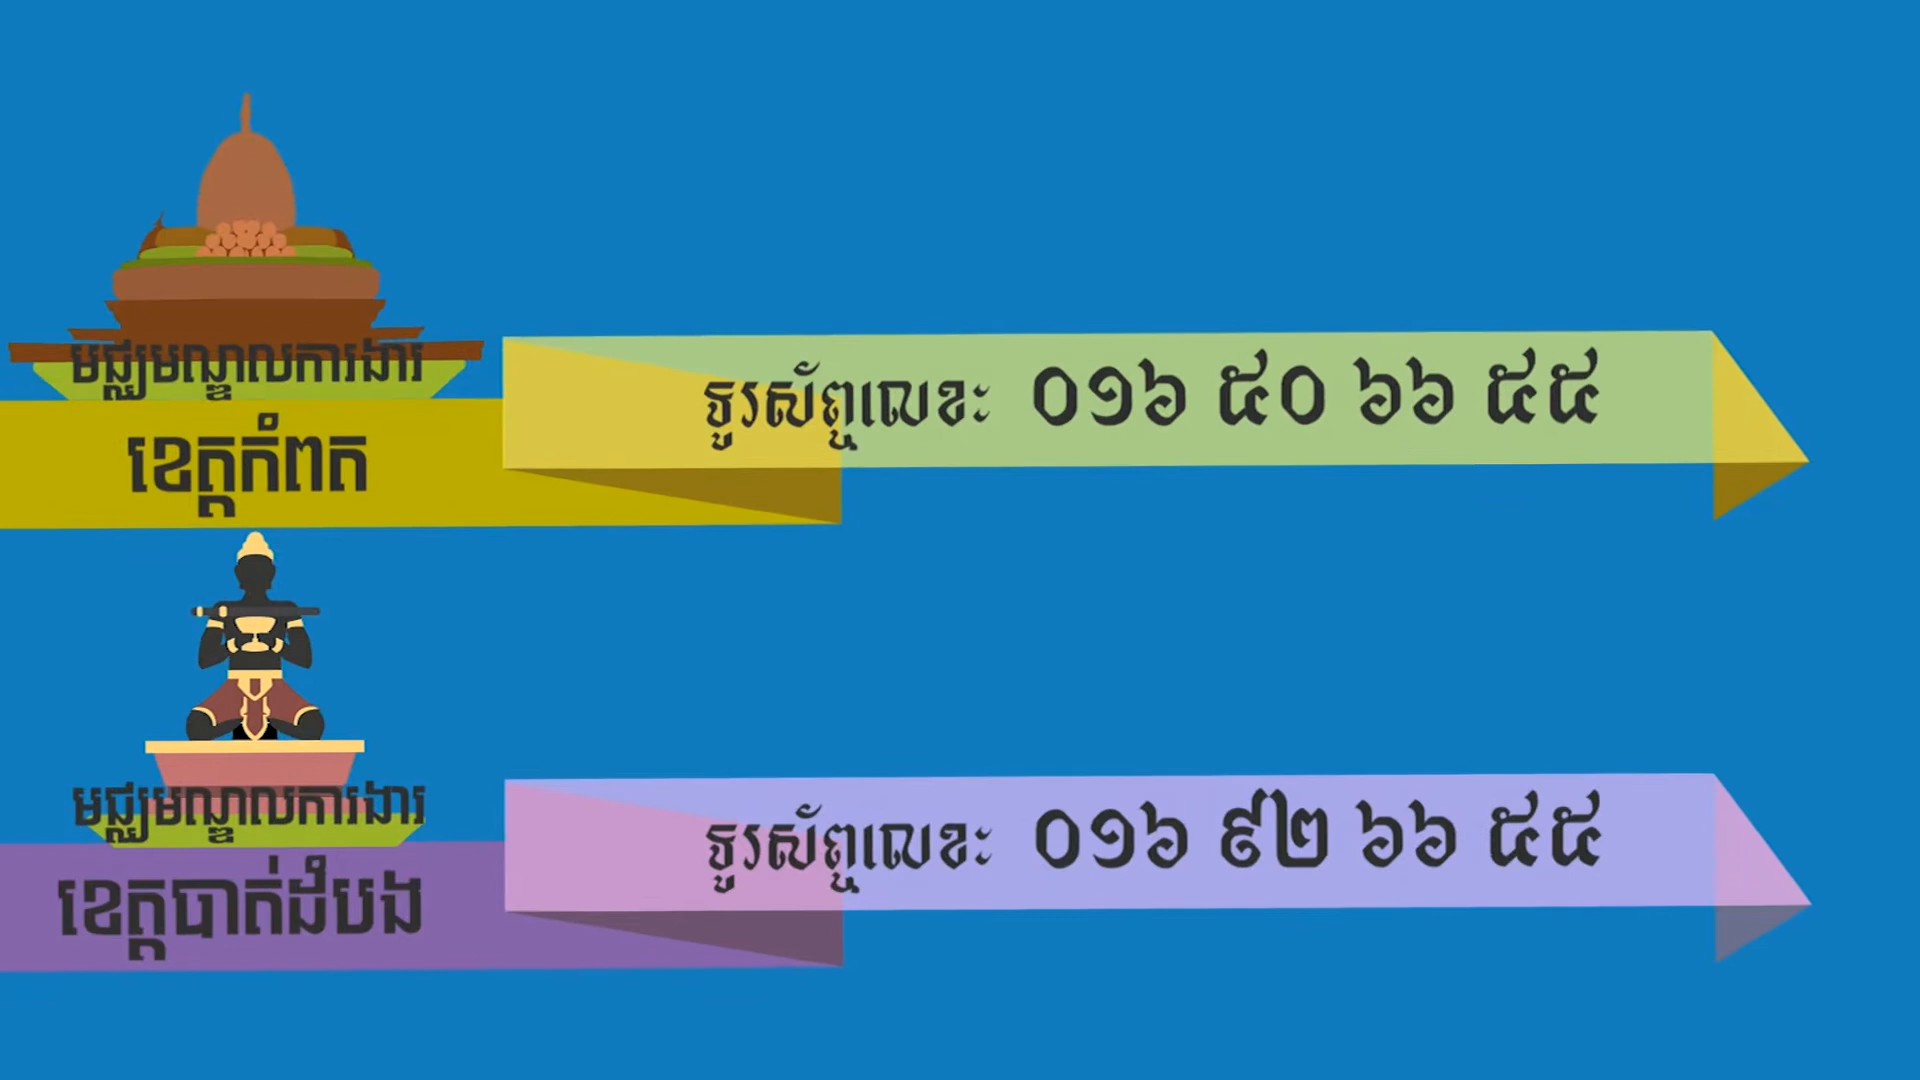 មជ្ឈមណ្ឌលការងារ
ខេត្តកំពត
ទូរស័ព្ទលេខ: ០១៦ ៥០ ៦៦ ៥៥
មជ្ឈមណ្ឌលការងារ
ខេត្តបាត់ដំបង
ទូរស័ព្ទលេខ: ០១៦ ៩២ ៦៦ ៥៥